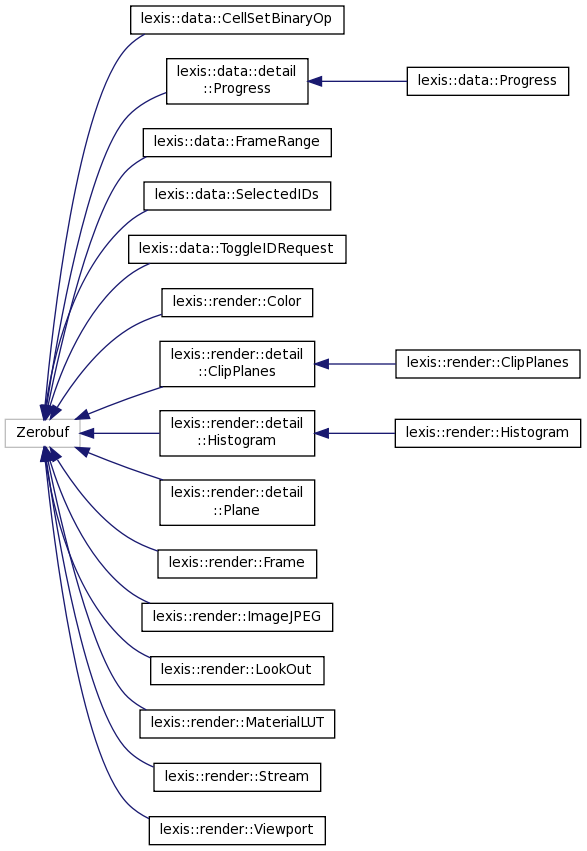 lexis::data::CellSetBinaryOp
lexis::data::detail
::Progress
lexis::data::Progress
lexis::data::FrameRange
lexis::data::SelectedIDs
lexis::data::ToggleIDRequest
lexis::render::Color
lexis::render::detail
::ClipPlanes
lexis::render::ClipPlanes
Zerobuf
lexis::render::detail
::Histogram
lexis::render::Histogram
lexis::render::detail
::Plane
lexis::render::Frame
lexis::render::ImageJPEG
lexis::render::LookOut
lexis::render::MaterialLUT
lexis::render::Stream
lexis::render::Viewport